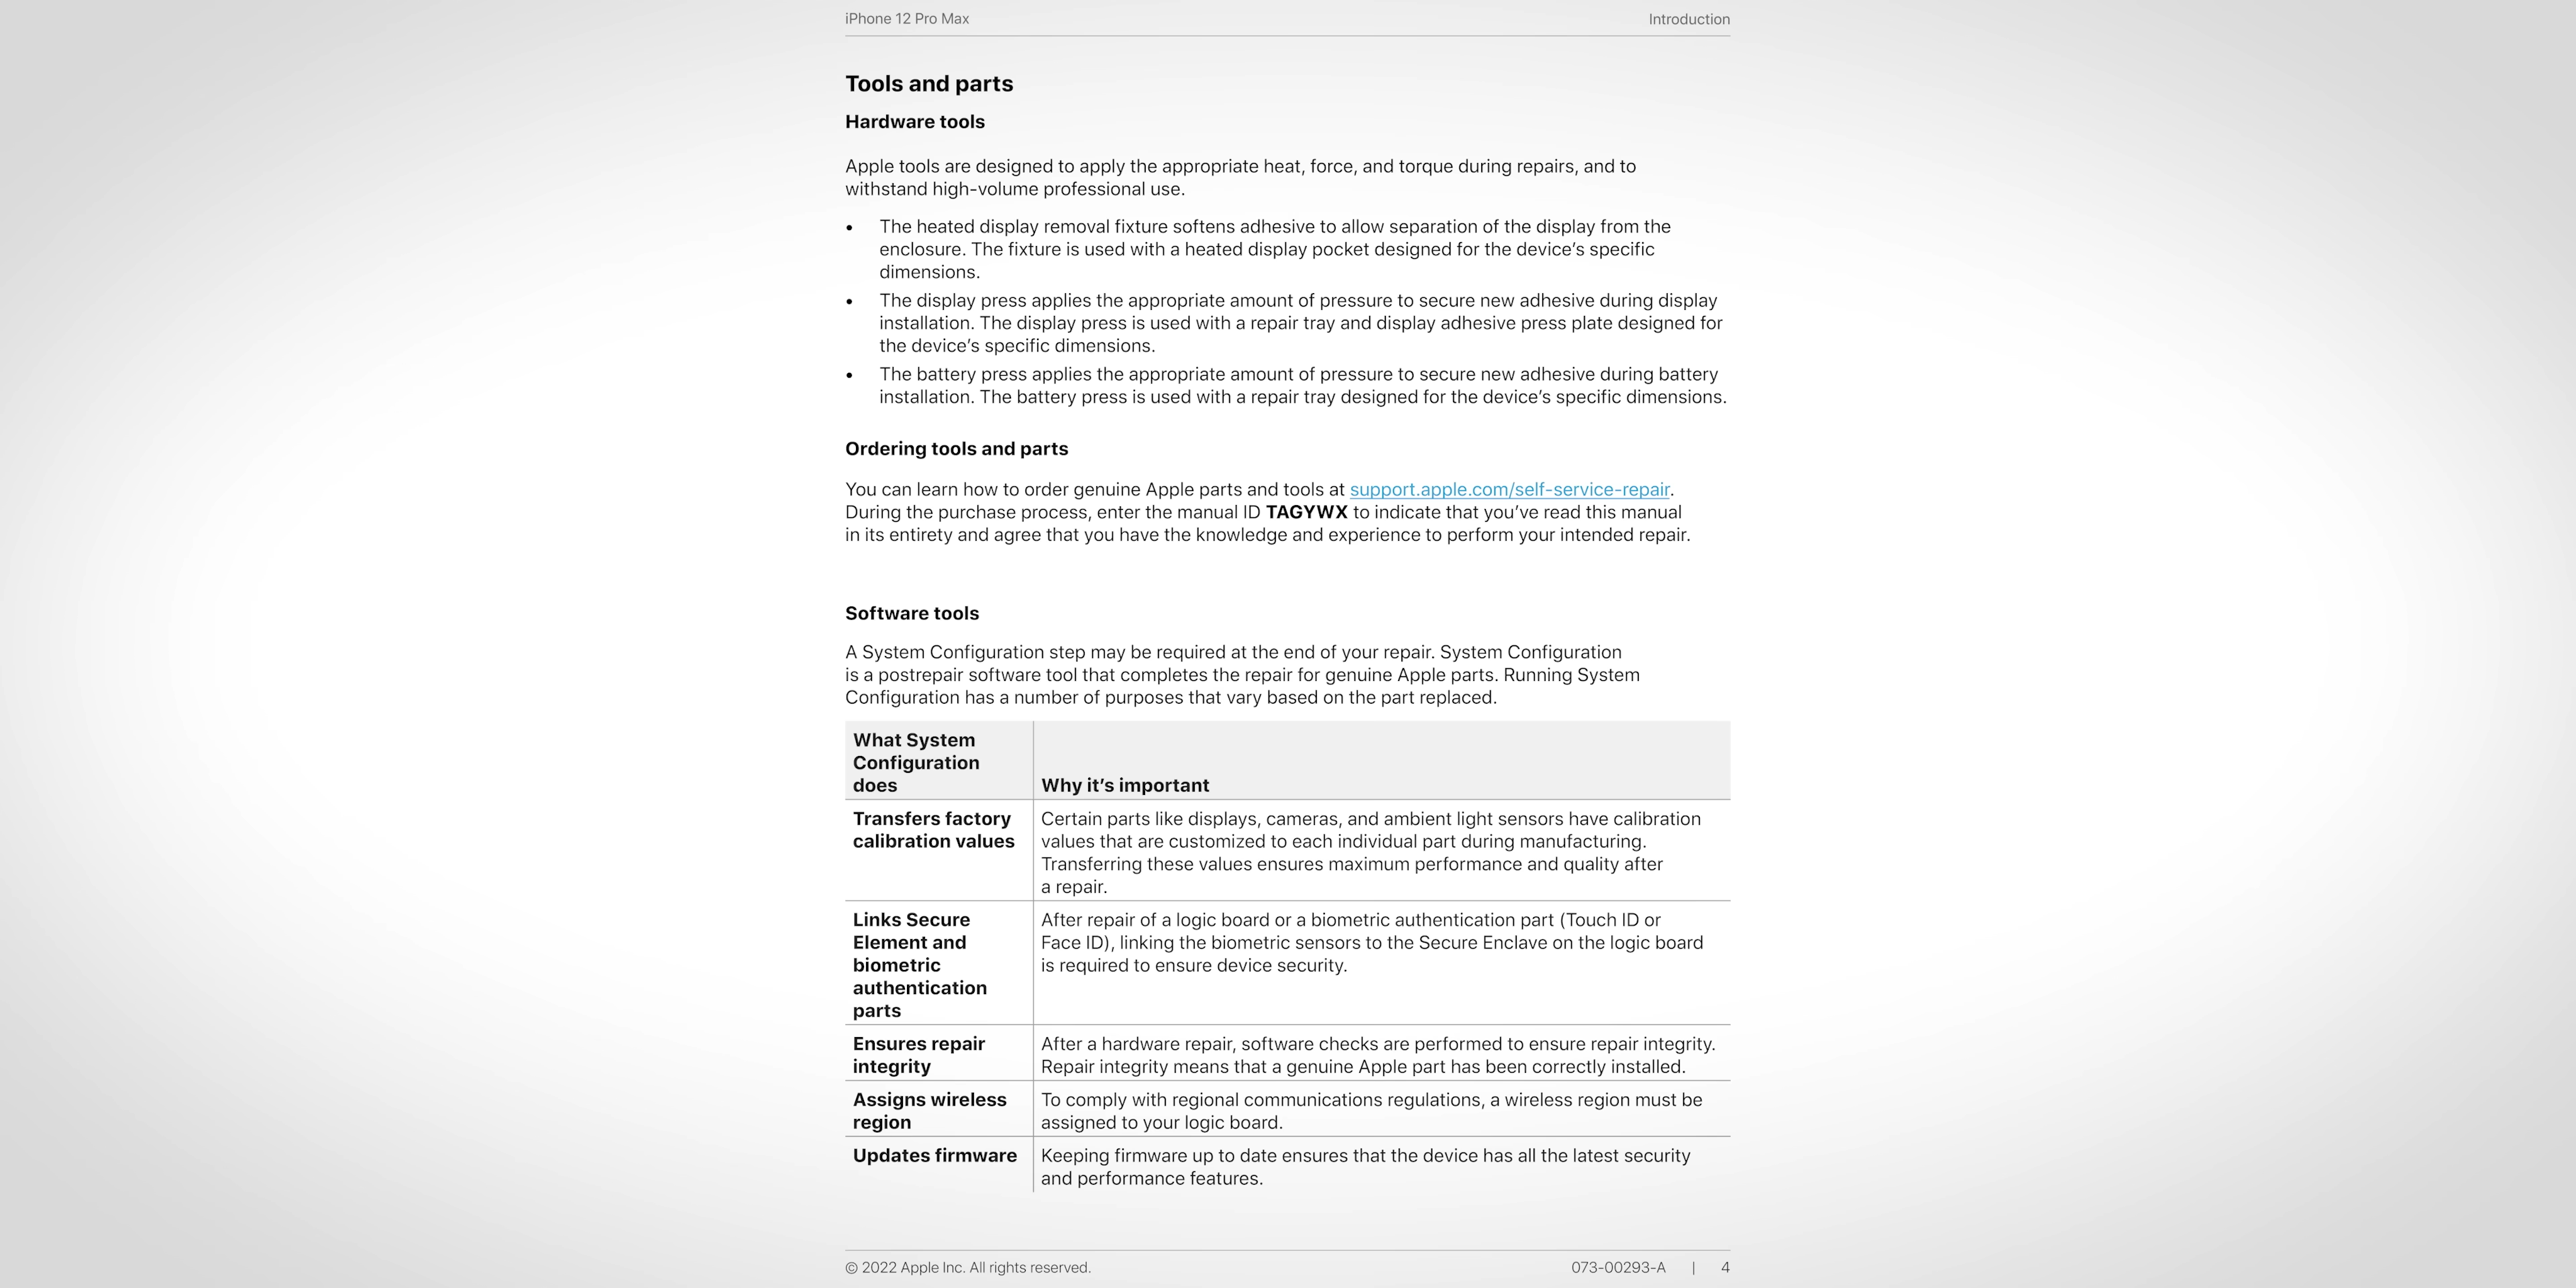 iPhone 12 Pro Max
Introduction
Tools and parts
Hardware tools
Apple tools are designed to apply the appropriate heat, force, and torque during repairs, and to
withstand high-volume professional use.
• The heated display removal fixture softens adhesive to allow separation of the display from the
enclosure. The fixture is used with a heated display pocket designed for the device’s specific
dimensions.
• The display press applies the appropriate amount of pressure to secure new adhesive during display
installation. The display press is used with a repair tray and display adhesive press plate designed for
the device’s specific dimensions.
• The battery press applies the appropriate amount of pressure to secure new adhesive during battery
installation. The battery press is used with a repair tray designed for the device’s specific dimensions.
Ordering tools and parts
You can learn how to order genuine Apple parts and tools at support.apple.com/self-service-repair.
During the purchase process, enter the manual ID TAGYWX to indicate that you’ve read this manual
in its entirety and agree that you have the knowledge and experience to perform your intended repair.
Software tools
A System Configuration step may be required at the end of your repair. System Configuration
is a postrepair software tool that completes the repair for genuine Apple parts. Running System
Configuration has a number of purposes that vary based on the part replaced.
What System
Configuration
does
Why it’s important
Transfers factory
calibration values
Certain parts like displays, cameras, and ambient light sensors have calibration
values that are customized to each individual part during manufacturing.
Transferring these values ensures maximum performance and quality after
a repair.
Links Secure
Element and
biometric
authentication
parts
After repair of a logic board or a biometric authentication part (Touch ID or
Face ID), linking the biometric sensors to the Secure Enclave on the logic board
is required to ensure device security.
Ensures repair
integrity
After a hardware repair, software checks are performed to ensure repair integrity.
Repair integrity means that a genuine Apple part has been correctly installed.
Assigns wireless
region
To comply with regional communications regulations, a wireless region must be
assigned to your logic board.
Updates firmware
Keeping firmware up to date ensures that the device has all the latest security
and performance features.
© 2022 Apple Inc. All rights reserved.
073-00293-A | 4